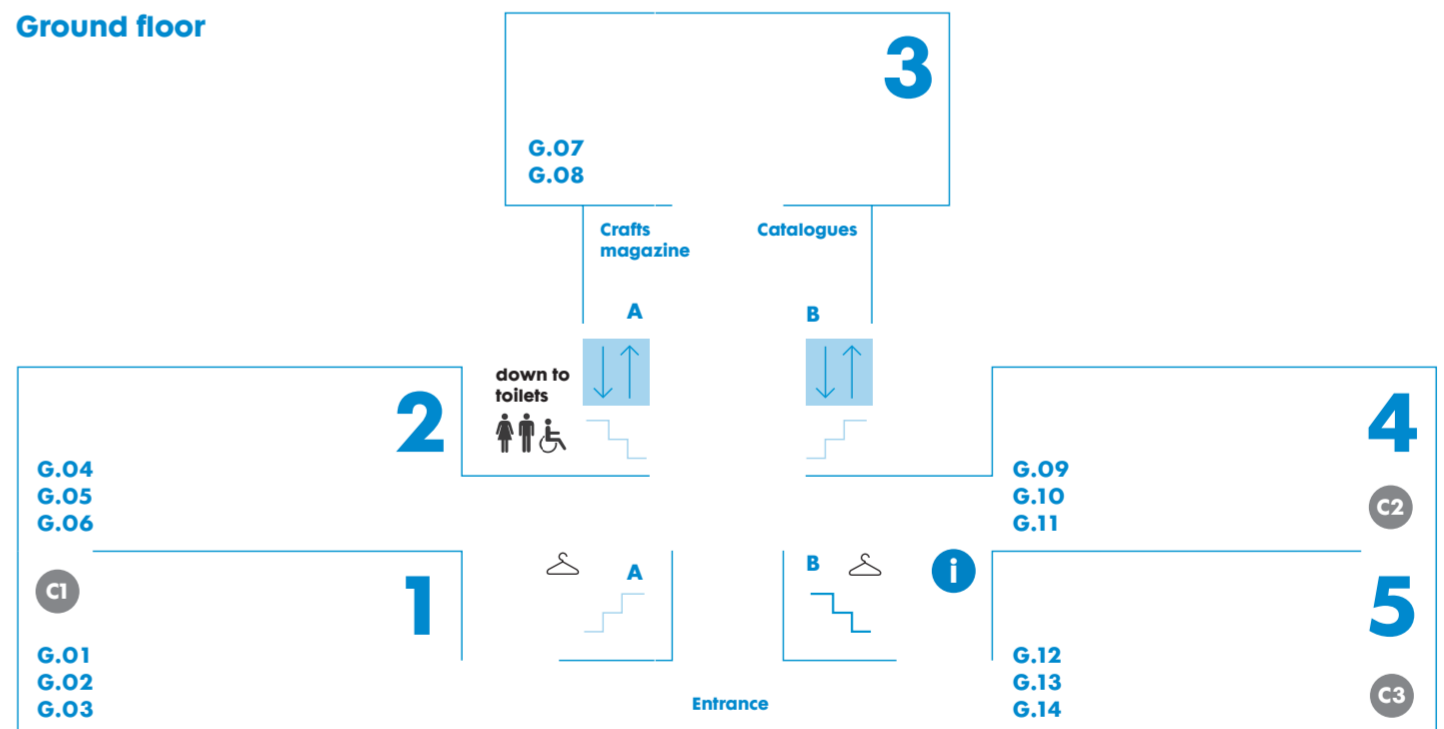 Ground floor
3
G.07
G.08
Crafts
magazine
Catalogues
A
B
down to
toilets
2
4
G.04
G.05
G.06
G.09
G.10
G.11
C2
A
B
i
C1
1
5
G.01
G.02
G.03
G.12
G.13
G.14
C3
Entrance